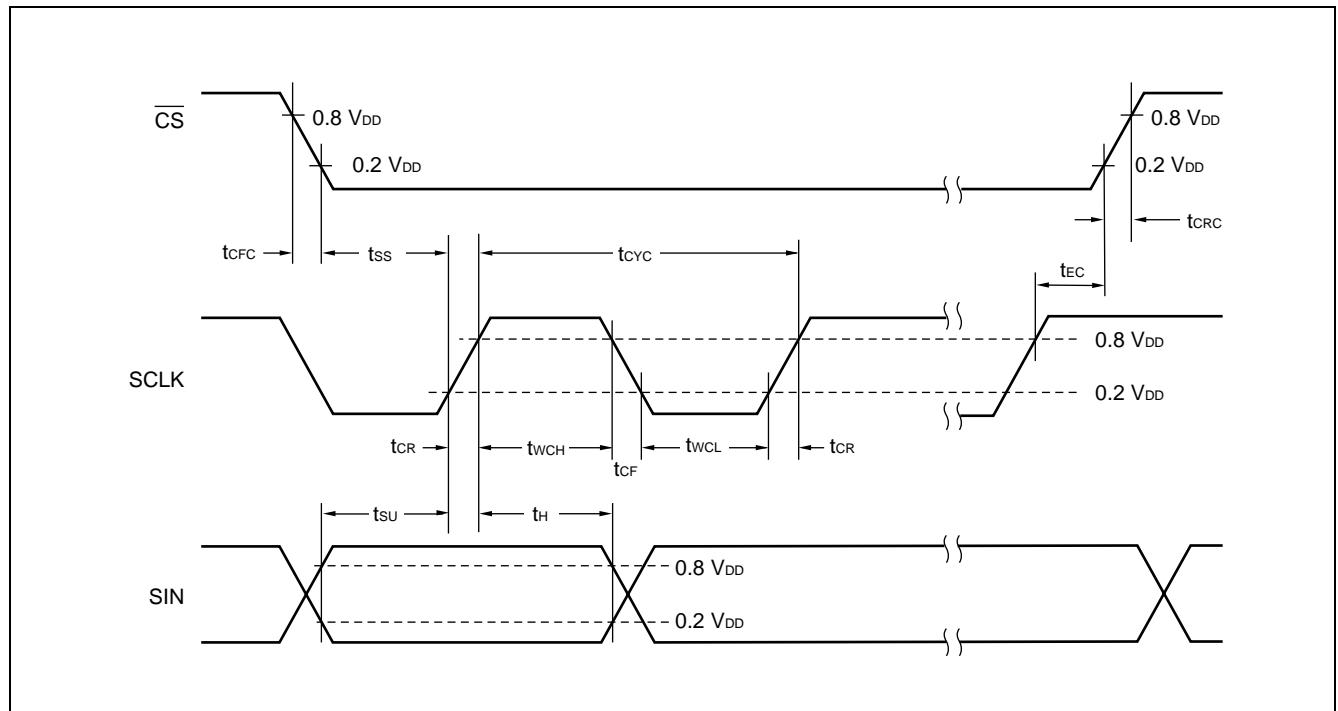 CS
0.8 VDD
0.2 VDD
0.8 VDD
0.2 VDD
tCRC
tCFC
tSS
tCYC
tEC
SCLK
0.8 VDD
0.2 VDD
tCR
tWCH
tCF
tWCL
tCR
tSU
tH
SIN
0.8 VDD
0.2 VDD